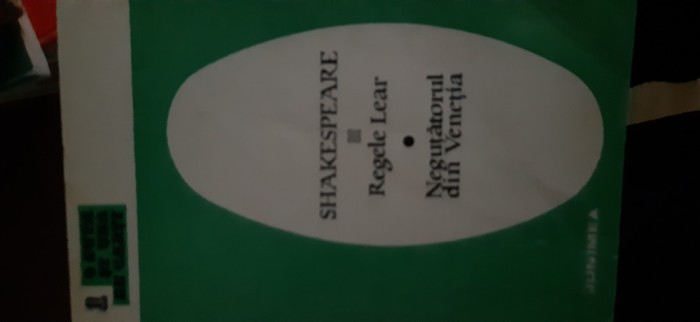 SHAKESPEARE
Regele Lear
Neguțătorul
din Veneția
JUNIMEA